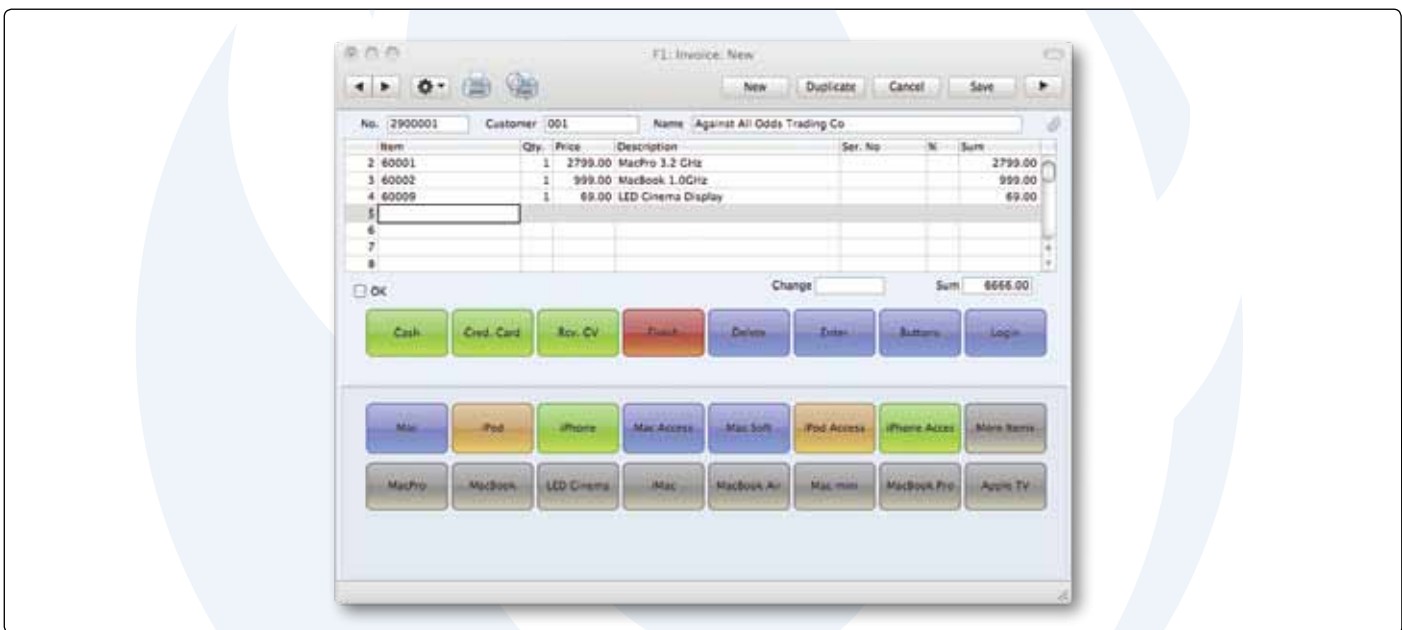 F1: Invoice: New
New Duplicate Cancel Save
No. 2900001 Customer 001 Name Against All Odds Trading Co
Item Qty. Price Description Ser. No % Sum
2 60001 1 2799.00 MacPro 3.2 GHz 2799.00
3 60002 1 999.00 MacBook 1.0GHz 999.00
4 60009 1 69.00 LED Cinema Display 69.00
5
6
7
8
Change Sum 6666.00
OK
Cash Cred. Card Rcv. CV Delete Enter Buttons Login
Mac iPod iPhone Mac Access Mac Soft iPod Access iPhone Acces More Items
MacPro MacBook LED Cinema iMac MacBook Air Mac mini MacBook Pro Apple TV